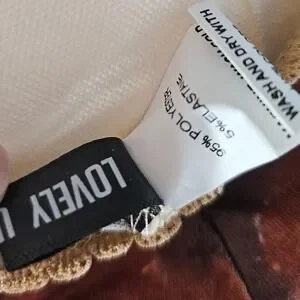 LOVELY
95% POLYESTER
5% ELASTANE
WASH AND DRY WITH